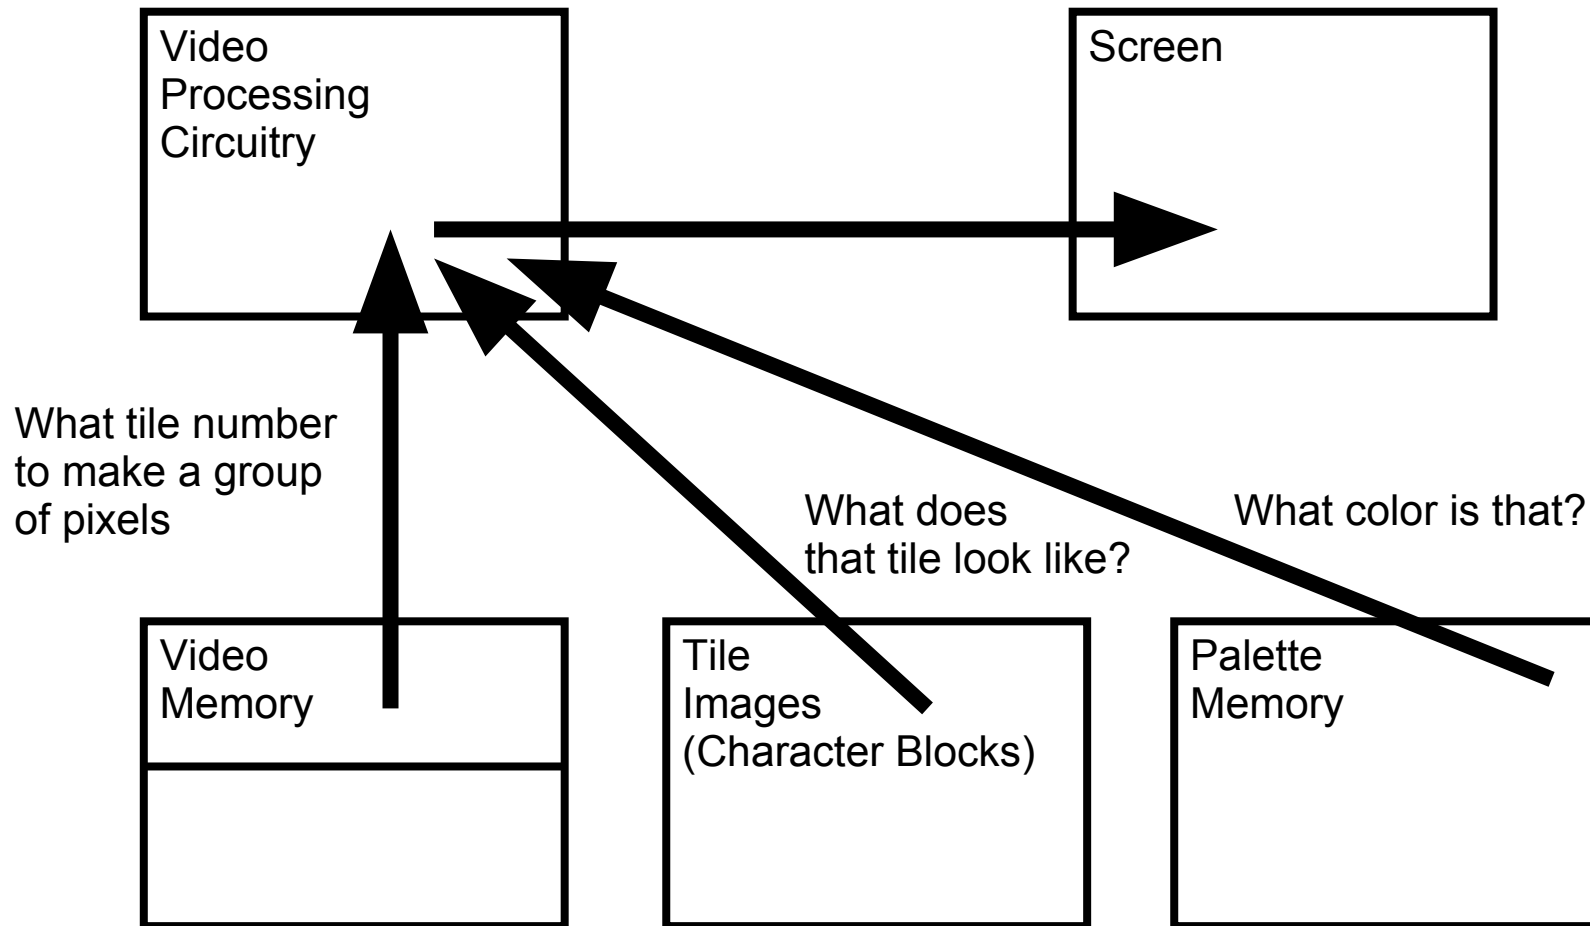 Video
Processing
Circuitry
Screen
What tile number
to make a group
of pixels
What does
that tile look like?
What color is that?
Video
Memory
Tile
Images
(Character Blocks)
Palette
Memory